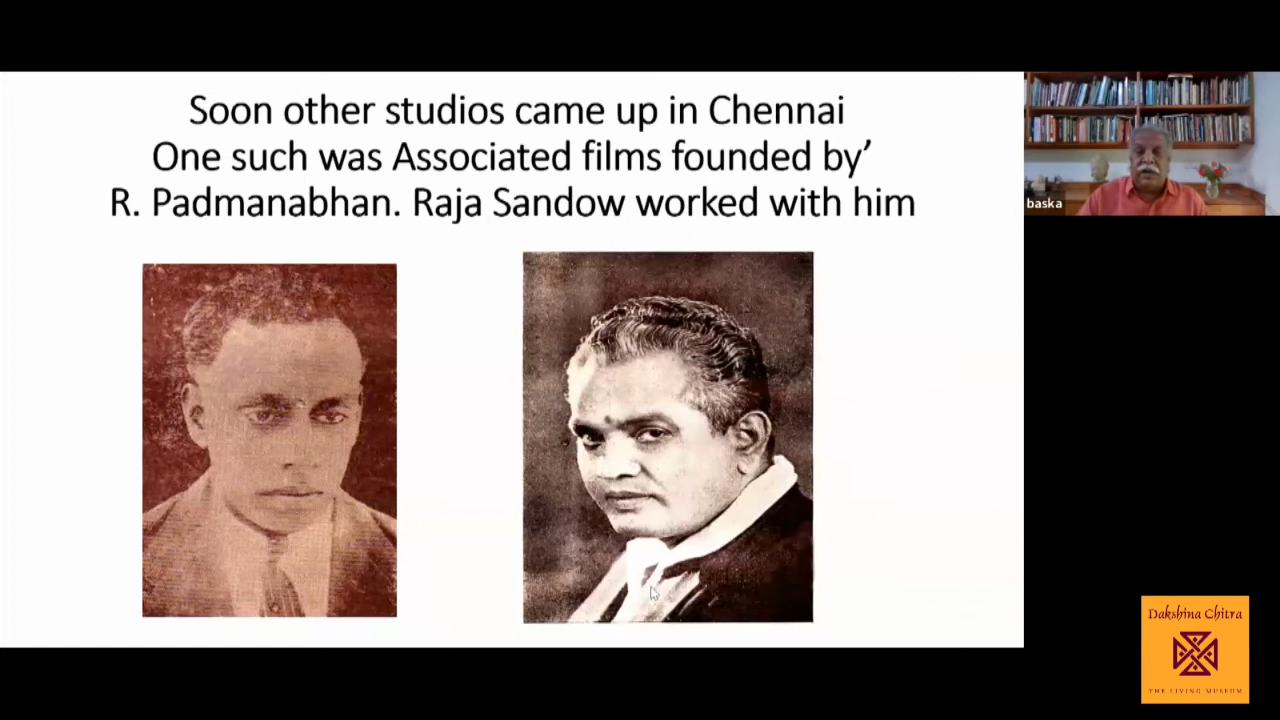 Soon other studios came up in Chennai
One such was Associated films founded by’
R. Padmanabhan. Raja Sandow worked with him
baska
Dakshina Chitra
THE LIVING MUSEUM